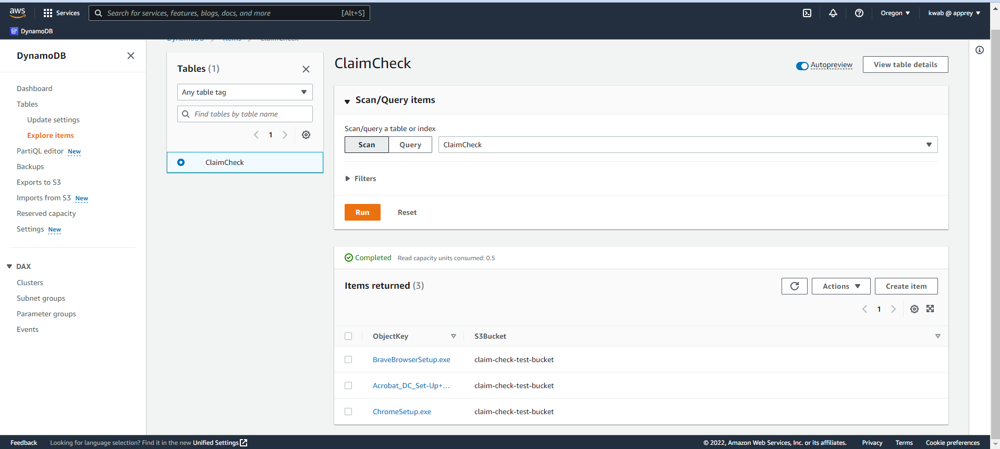 aws
Services
Search for services, features, blogs, docs, and more
[Alt+S]
Oregon
kwab @ apprey
DynamoDB
DynamoDB
Dashboard
Tables
Update settings
Explore items
PartiQL editor New
Backups
Exports to S3
Imports from S3 New
Reserved capacity
Settings New
DAX
Clusters
Subnet groups
Parameter groups
Events
DynamoDB > Items > ClaimCheck
Tables (1)
Any table tag
Find tables by table name
1
ClaimCheck
ClaimCheck
Autopreview
View table details
Scan/Query items
Scan/query a table or index
Scan
Query
ClaimCheck
Filters
Run
Reset
Completed
Read capacity units consumed: 0.5
Items returned (3)
Actions
Create item
1
ObjectKey
S3Bucket
BraveBrowserSetup.exe
claim-check-test-bucket
Acrobat_DC_Set-Up+...
claim-check-test-bucket
ChromeSetup.exe
claim-check-test-bucket
Feedback
Looking for language selection? Find it in the new Unified Settings
© 2022, Amazon Web Services, Inc. or its affiliates.
Privacy
Terms
Cookie preferences